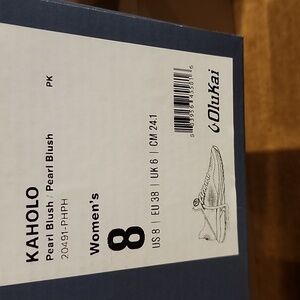 KAHOLO
Pearl Blush / Pearl Blush
20491-PHPH
PK
Women's
8
US 8 | EU 38 | UK 6 | CM 24.1
OluKai